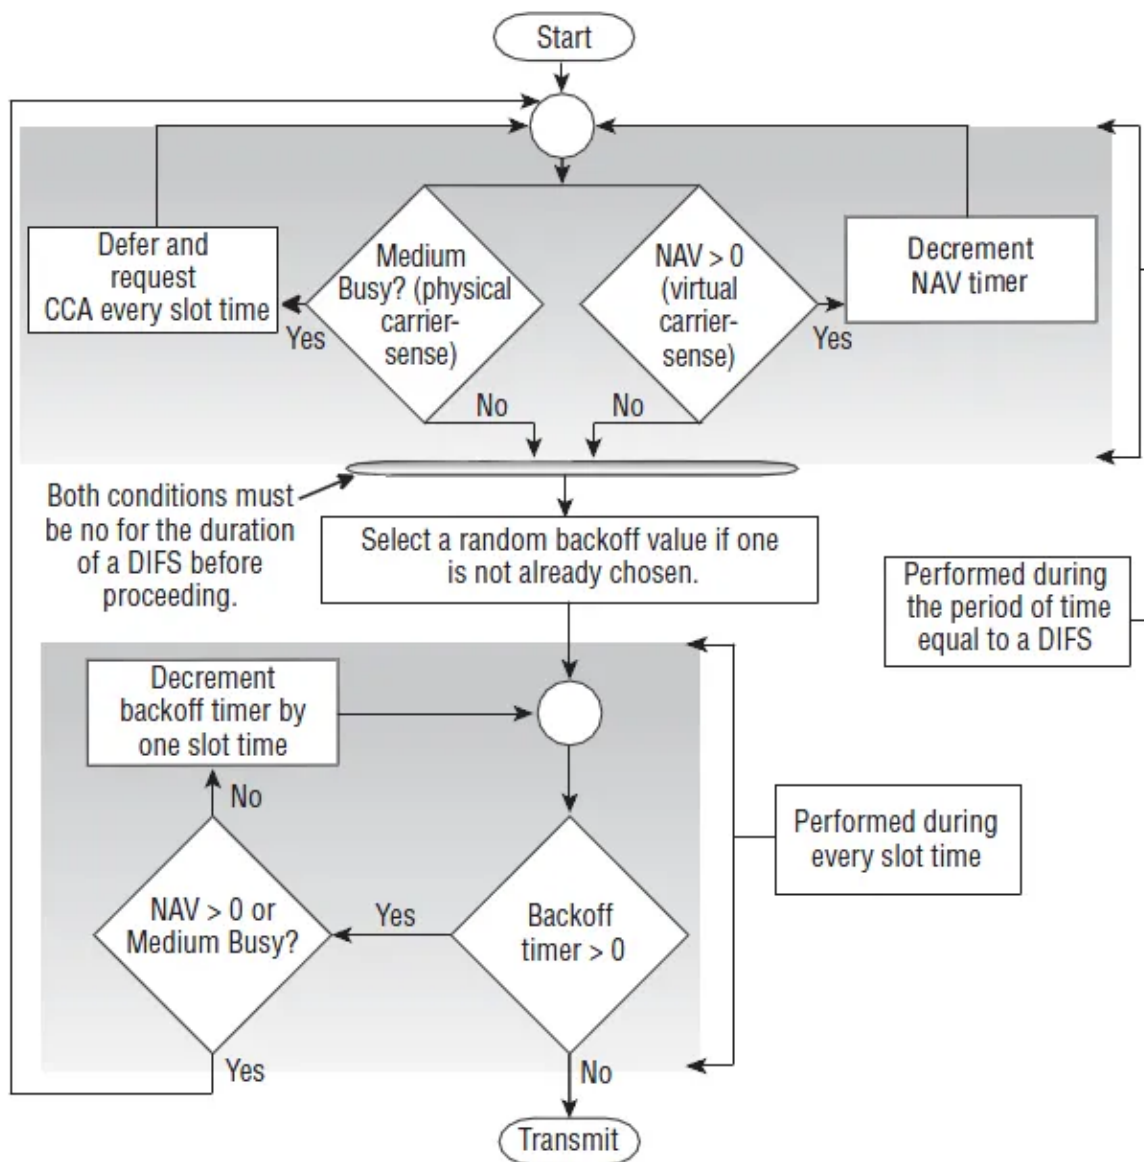 Start
Defer and
request
CCA every slot time
Yes
Medium
Busy? (physical
carrier-
sense)
No
NAV > 0
(virtual
carrier-
sense)
No
Yes
Decrement
NAV timer
Both conditions must
be no for the duration
of a DIFS before
proceeding.
Select a random backoff value if one
is not already chosen.
Performed during
the period of time
equal to a DIFS
Decrement
backoff timer by
one slot time
No
NAV > 0 or
Medium Busy?
Yes
Yes
Backoff
timer > 0
No
Performed during
every slot time
Transmit